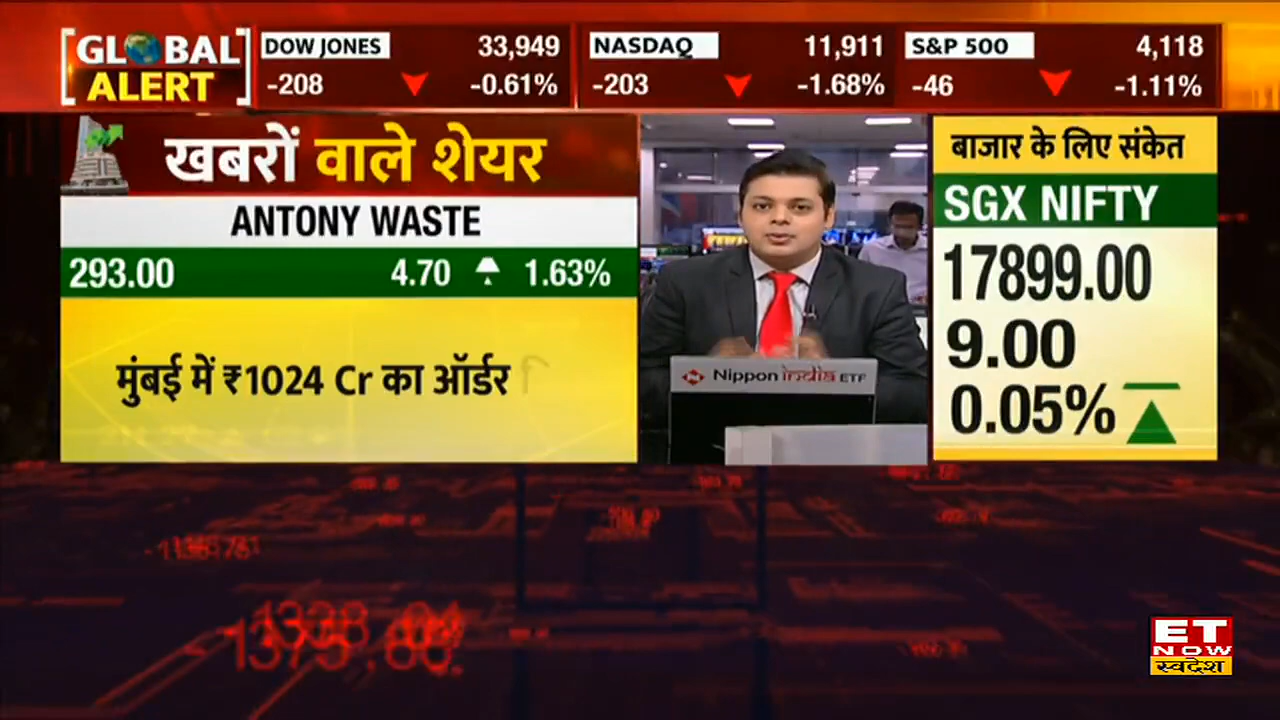 GLOBAL
ALERT
DOW JONES 33,949
-208 -0.61%
NASDAQ 11,911
-203 -1.68%
S&P 500 4,118
-46 -1.11%
खबरों वाले शेयर
ANTONY WASTE
293.00 4.70 1.63%
मुंबई में ₹1024 Cr का ऑर्डर
Nippon india ETF
बाजार के लिए संकेत
SGX NIFTY
17899.00
9.00
0.05%
ET
NOW
स्वदेश